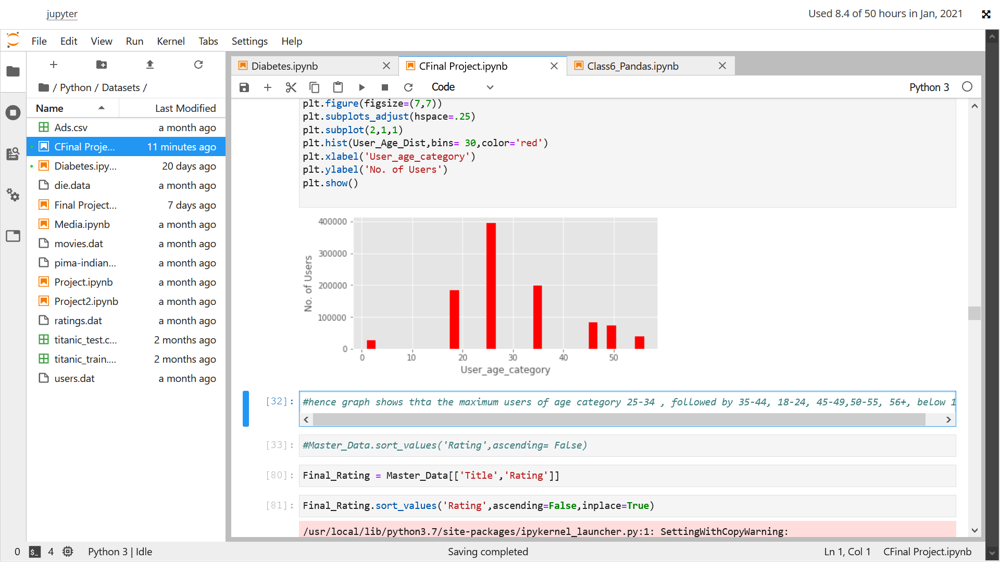 jupyter
Used 8.4 of 50 hours in Jan, 2021
File Edit View Run Kernel Tabs Settings Help
/ Python / Datasets /
Name Last Modified
Ads.csv a month ago
CFinal Proje... 11 minutes ago
Diabetes.ipy... 20 days ago
die.data a month ago
Final Project... 7 days ago
Media.ipynb a month ago
movies.dat a month ago
pima-indian... a month ago
Project.ipynb a month ago
Project2.ipynb a month ago
ratings.dat a month ago
titanic_test.c... 2 months ago
titanic_train.... 2 months ago
users.dat a month ago
Diabetes.ipynb CFinal Project.ipynb Class6_Pandas.ipynb
Code Python 3
plt.figure(figsize=(7,7))
plt.subplots_adjust(hspace=.25)
plt.subplot(2,1,1)
plt.hist(User_Age_Dist,bins= 30,color='red')
plt.xlabel('User_age_category')
plt.ylabel('No. of Users')
plt.show()
400000
300000
200000
100000
0
No. of Users
0 10 20 30 40 50
User_age_category
[32]: #hence graph shows thta the maximum users of age category 25-34 , followed by 35-44, 18-24, 45-49,50-55, 56+, below 1
[33]: #Master_Data.sort_values('Rating',ascending= False)
[80]: Final_Rating = Master_Data[['Title','Rating']]
[81]: Final_Rating.sort_values('Rating',ascending=False,inplace=True)
/usr/local/lib/python3.7/site-packages/ipykernel_launcher.py:1: SettingWithCopyWarning:
0 $_ 4 Python 3 | Idle Saving completed Ln 1, Col 1 CFinal Project.ipynb